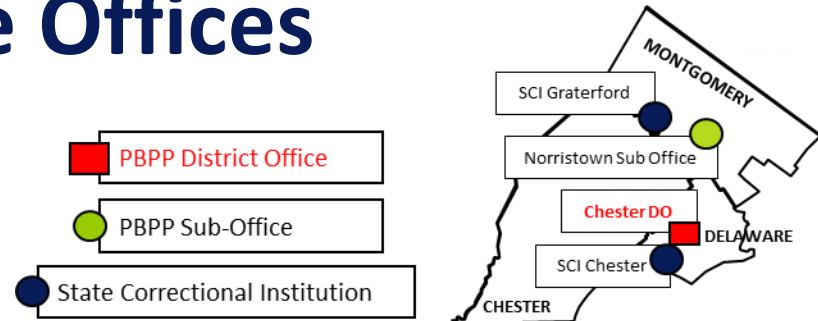 e Offices
PBPP District Office
PBPP Sub-Office
State Correctional Institution
MONTGOMERY
SCI Graterford
Norristown Sub Office
Chester DO
DELAWARE
SCI Chester
CHESTER